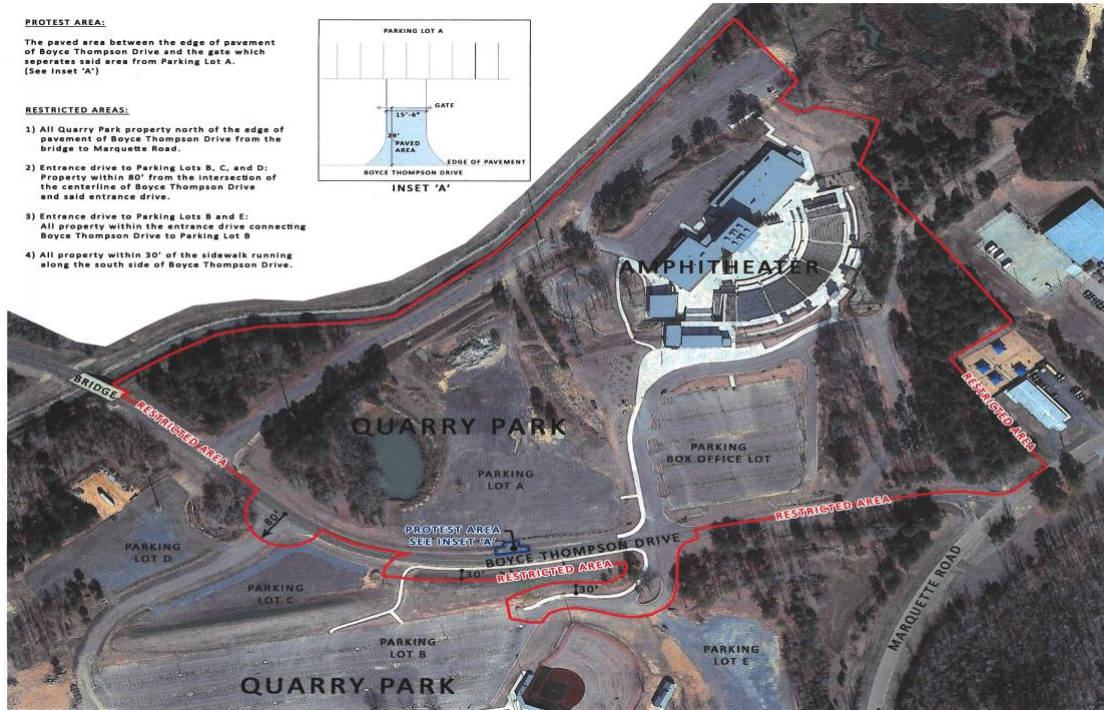 PROTEST AREA:
The paved area between the edge of pavement
of Boyce Thompson Drive and the gate which
seperates said area from Parking Lot A.
(See Inset 'A')
RESTRICTED AREAS:
1) All Quarry Park property north of the edge of
pavement of Boyce Thompson Drive from the
bridge to Marquette Road.
2) Entrance drive to Parking Lots B, C, and D:
Property within 80' from the intersection of
the centerline of Boyce Thompson Drive
and said entrance drive.
3) Entrance drive to Parking Lots B and E:
All property within the entrance drive connecting
Boyce Thompson Drive to Parking Lot B
4) All property within 30' of the sidewalk running
along the south side of Boyce Thompson Drive.
PARKING LOT A
GATE
15'-6"
29'
PAVED
AREA
EDGE OF PAVEMENT
BOYCE THOMPSON DRIVE
INSET 'A'
AMPHITHEATER
BRIDGE
RESTRICTED AREA
RESTRICTED AREA
QUARRY PARK
PARKING
BOX OFFICE LOT
PARKING
LOT A
RESTRICTED AREA
80'
PROTEST AREA
SEE INSET 'A'
BOYCE THOMPSON DRIVE
PARKING
LOT D
30'
RESTRICTED AREA
30'
PARKING
LOT C
MARQUETTE ROAD
PARKING
LOT B
PARKING
LOT E
QUARRY PARK